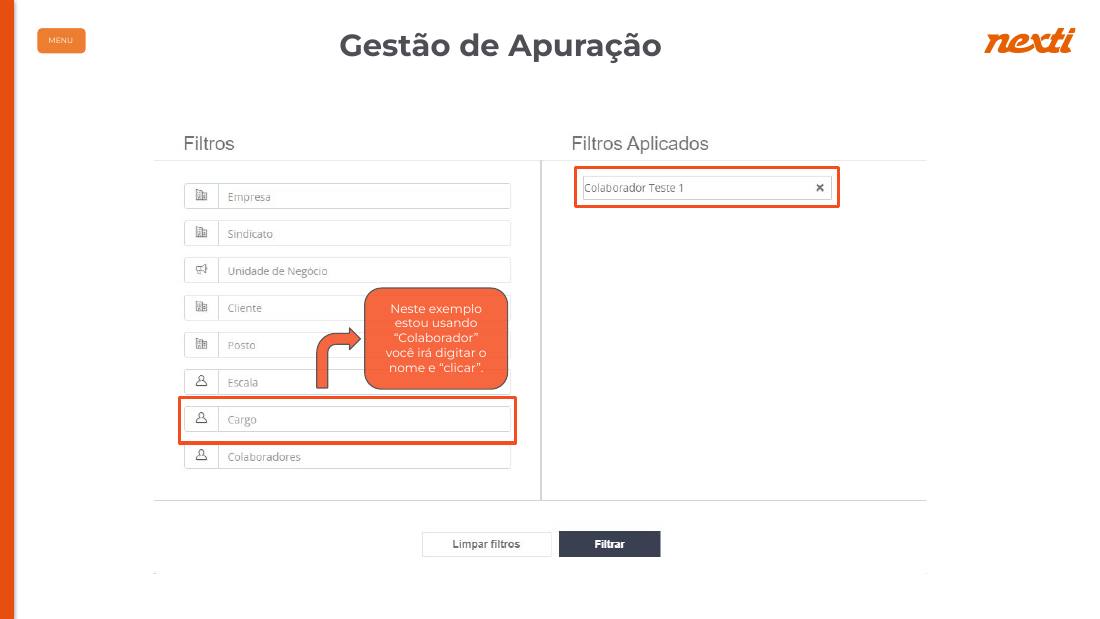 MENU
Gestão de Apuração
nexti
Filtros
Filtros Aplicados
Colaborador Teste 1
Empresa
Sindicato
Unidade de Negócio
Cliente
Posto
Escala
Cargo
Colaboradores
Neste exemplo
estou usando
“Colaborador”
você irá digitar o
nome e “clicar”.
Limpar filtros
Filtrar